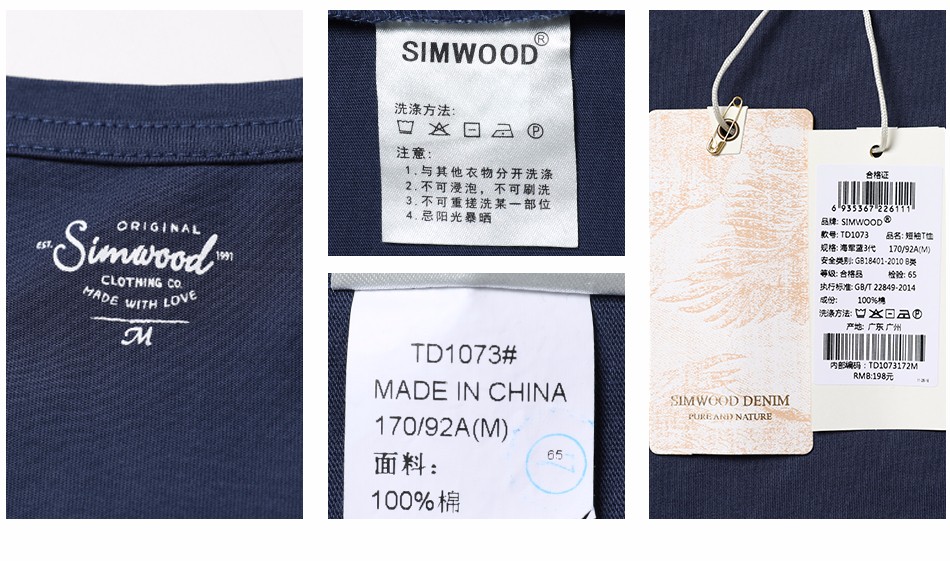 ORIGINAL
EST. Simwood 1991
CLOTHING CO.
MADE WITH LOVE
M
SIMWOOD®
洗涤方法:
P
注意:
1.与其他衣物分开洗涤
2.不可浸泡, 不可刷洗
3.不可重搓洗某一部位
4.忌阳光暴晒
TD1073#
MADE IN CHINA
170/92A(M)
面料:
100%棉
65
SIMWOOD DENIM
PURE AND NATURE
合格证
6 935367 226111
品牌: SIMWOOD®
款号: TD1073 品名: 短袖T恤
规格: 海军蓝3代 170/92A(M)
安全类别: GB18401-2010 B类
等级: 合格品 检验: 65
执行标准: GB/T 22849-2014
成份: 100%棉
洗涤方法: P
产地: 广东 广州
内部编码: TD1073172M
RMB:198元